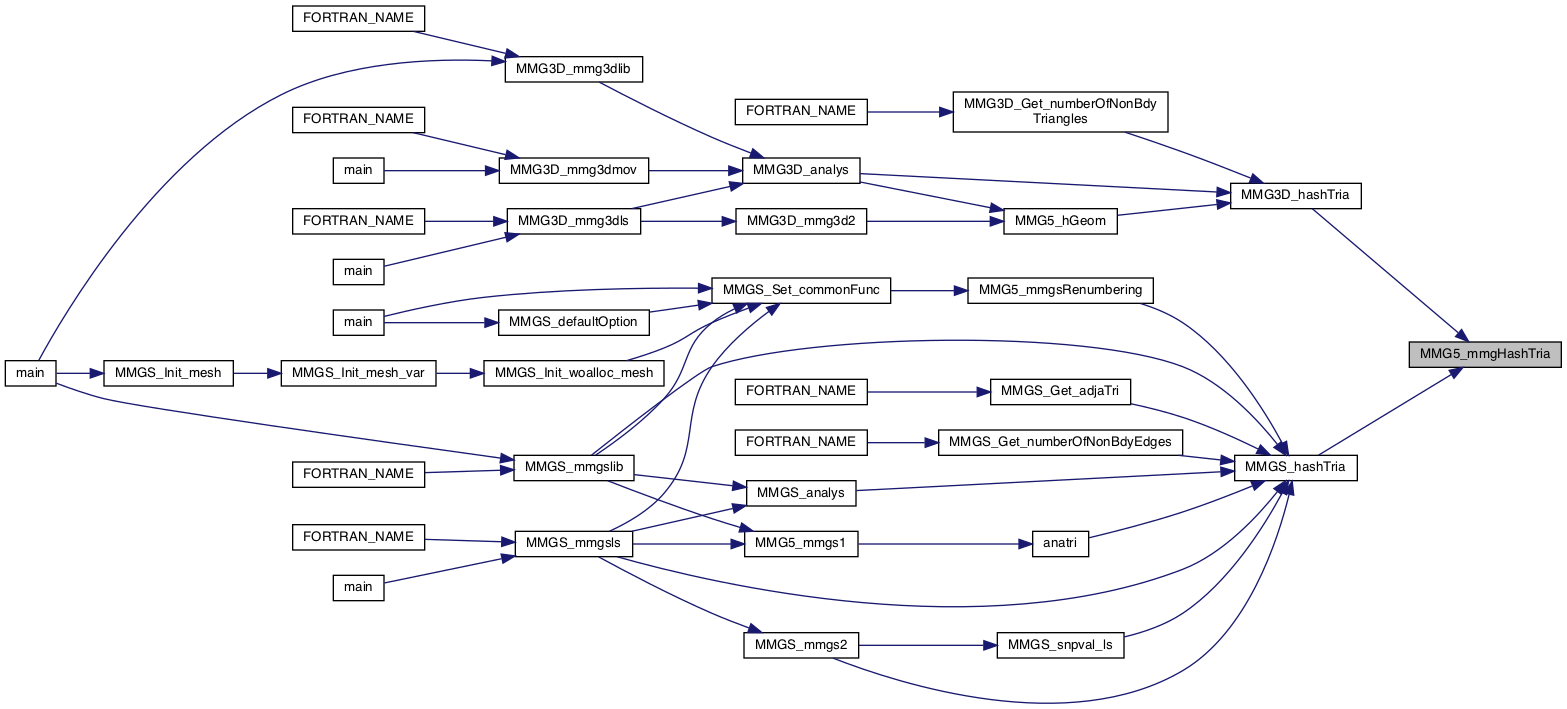 FORTRAN_NAME
MMG3D_mmg3dlib
MMG3D_Get_numberOfNonBdy
Triangles
FORTRAN_NAME
FORTRAN_NAME
main
MMG3D_mmg3dmov
MMG3D_analys
MMG3D_hashTria
FORTRAN_NAME
MMG3D_mmg3dls
MMG3D_mmg3d2
MMG5_hGeom
main
MMGS_Set_commonFunc
MMG5_mmgsRenumbering
main
MMGS_defaultOption
MMG5_mmgHashTria
main
MMGS_Init_mesh
MMGS_Init_mesh_var
MMGS_Init_woalloc_mesh
FORTRAN_NAME
MMGS_Get_adjaTri
FORTRAN_NAME
MMGS_Get_numberOfNonBdyEdges
FORTRAN_NAME
MMGS_mmgslib
MMGS_hashTria
MMGS_analys
FORTRAN_NAME
MMGS_mmgsls
MMG5_mmgs1
anatri
main
MMGS_mmgs2
MMGS_snpval_ls